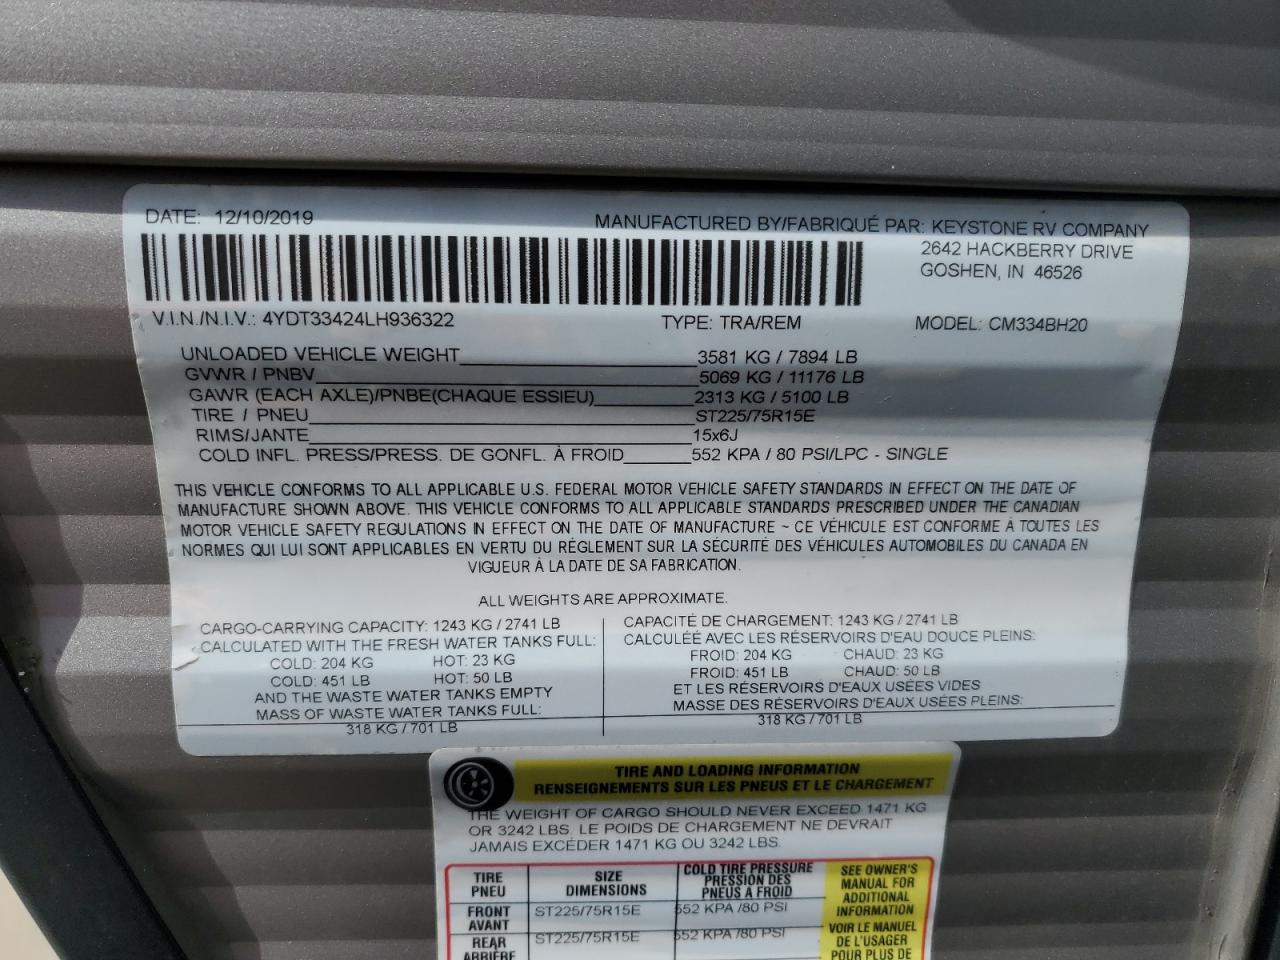 DATE: 12/10/2019
MANUFACTURED BY/FABRIQUÉ PAR: KEYSTONE RV COMPANY
2642 HACKBERRY DRIVE
GOSHEN, IN 46526
V.I.N./N.I.V.: 4YDT33424LH936322 TYPE: TRA/REM MODEL: CM334BH20
UNLOADED VEHICLE WEIGHT 3581 KG / 7894 LB
GVWR / PNBV 5069 KG / 11176 LB
GAWR (EACH AXLE)/PNBE(CHAQUE ESSIEU) 2313 KG / 5100 LB
TIRE / PNEU ST225/75R15E
RIMS/JANTE 15x6J
COLD INFL. PRESS/PRESS. DE GONFL. À FROID 552 KPA / 80 PSI/LPC - SINGLE
THIS VEHICLE CONFORMS TO ALL APPLICABLE U.S. FEDERAL MOTOR VEHICLE SAFETY STANDARDS IN EFFECT ON THE DATE OF
MANUFACTURE SHOWN ABOVE. THIS VEHICLE CONFORMS TO ALL APPLICABLE STANDARDS PRESCRIBED UNDER THE CANADIAN
MOTOR VEHICLE SAFETY REGULATIONS IN EFFECT ON THE DATE OF MANUFACTURE ~ CE VÉHICULE EST CONFORME À TOUTES LES
NORMES QUI LUI SONT APPLICABLES EN VERTU DU RÉGLEMENT SUR LA SÉCURITÉ DES VÉHICULES AUTOMOBILES DU CANADA EN
VIGUEUR À LA DATE DE SA FABRICATION.
ALL WEIGHTS ARE APPROXIMATE.
CARGO-CARRYING CAPACITY: 1243 KG / 2741 LB
CALCULATED WITH THE FRESH WATER TANKS FULL:
COLD: 204 KG HOT: 23 KG
COLD: 451 LB HOT: 50 LB
AND THE WASTE WATER TANKS EMPTY
MASS OF WASTE WATER TANKS FULL:
318 KG / 701 LB
CAPACITÉ DE CHARGEMENT: 1243 KG / 2741 LB
CALCULÉE AVEC LES RÉSERVOIRS D'EAU DOUCE PLEINS:
FROID: 204 KG CHAUD: 23 KG
FROID: 451 LB CHAUD: 50 LB
ET LES RÉSERVOIRS D'EAUX USÉES VIDES
MASSE DES RÉSERVOIRS D'EAUX USÉES PLEINS:
318 KG / 701 LB
TIRE AND LOADING INFORMATION
RENSEIGNEMENTS SUR LES PNEUS ET LE CHARGEMENT
THE WEIGHT OF CARGO SHOULD NEVER EXCEED 1471 KG
OR 3242 LBS. LE POIDS DE CHARGEMENT NE DEVRAIT
JAMAIS EXCÉDER 1471 KG OU 3242 LBS.
TIRE
PNEU
SIZE
DIMENSIONS
COLD TIRE PRESSURE
PRESSION DES
PNEUS A FROID
FRONT
AVANT
ST225/75R15E
552 KPA /80 PSI
REAR
ARRIÈRE
ST225/75R15E
552 KPA /80 PSI
SEE OWNER'S
MANUAL FOR
ADDITIONAL
INFORMATION
VOIR LE MANUEL
DE L'USAGER
POUR PLUS DE